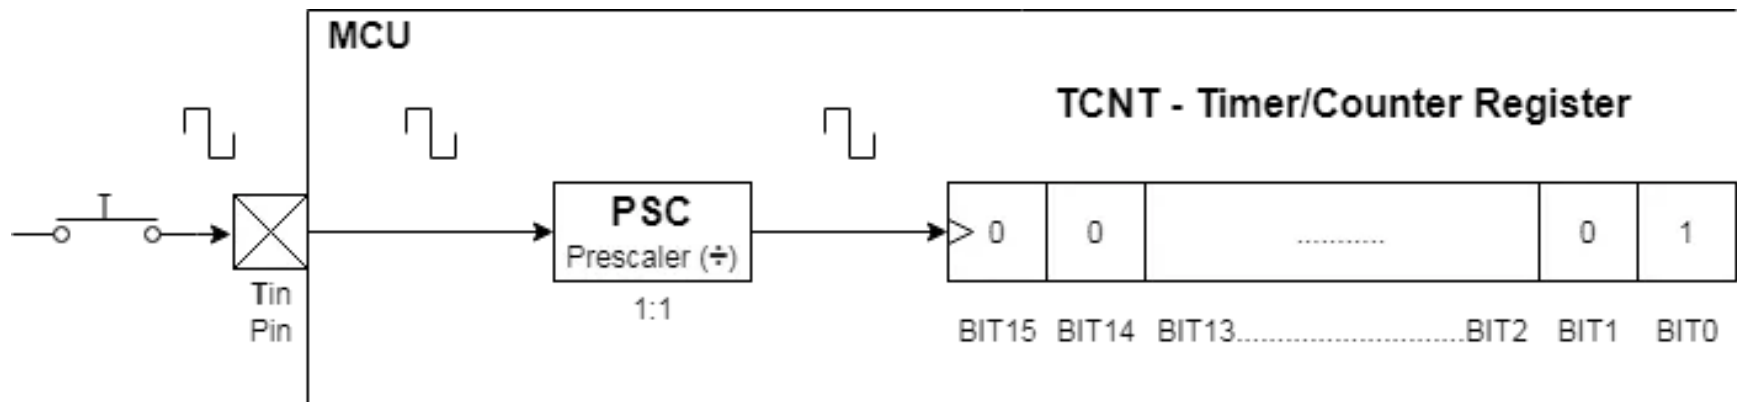 MCU
TCNT - Timer/Counter Register
PSC
Prescaler (÷)
1:1
Tin
Pin
0 0 ........... 0 1
BIT15 BIT14 BIT13..........................BIT2 BIT1 BIT0